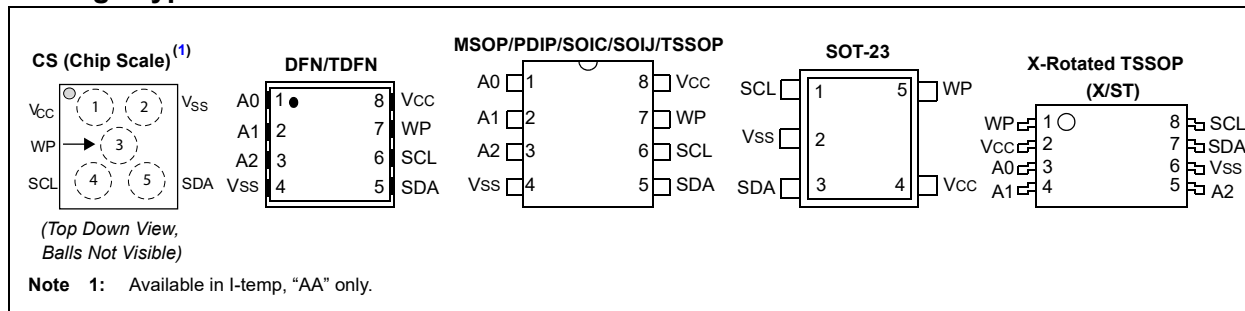 CS (Chip Scale)(1)
VCC
1
2
VSS
WP
3
SCL
4
5
SDA
(Top Down View,
Balls Not Visible)
DFN/TDFN
A0 1 8 VCC
A1 2 7 WP
A2 3 6 SCL
VSS 4 5 SDA
MSOP/PDIP/SOIC/SOIJ/TSSOP
A0 1 8 VCC
A1 2 7 WP
A2 3 6 SCL
VSS 4 5 SDA
SOT-23
SCL 1 5 WP
VSS 2
SDA 3 4 VCC
X-Rotated TSSOP
(X/ST)
WP 1 8 SCL
VCC 2 7 SDA
A0 3 6 VSS
A1 4 5 A2
Note 1: Available in I-temp, “AA” only.